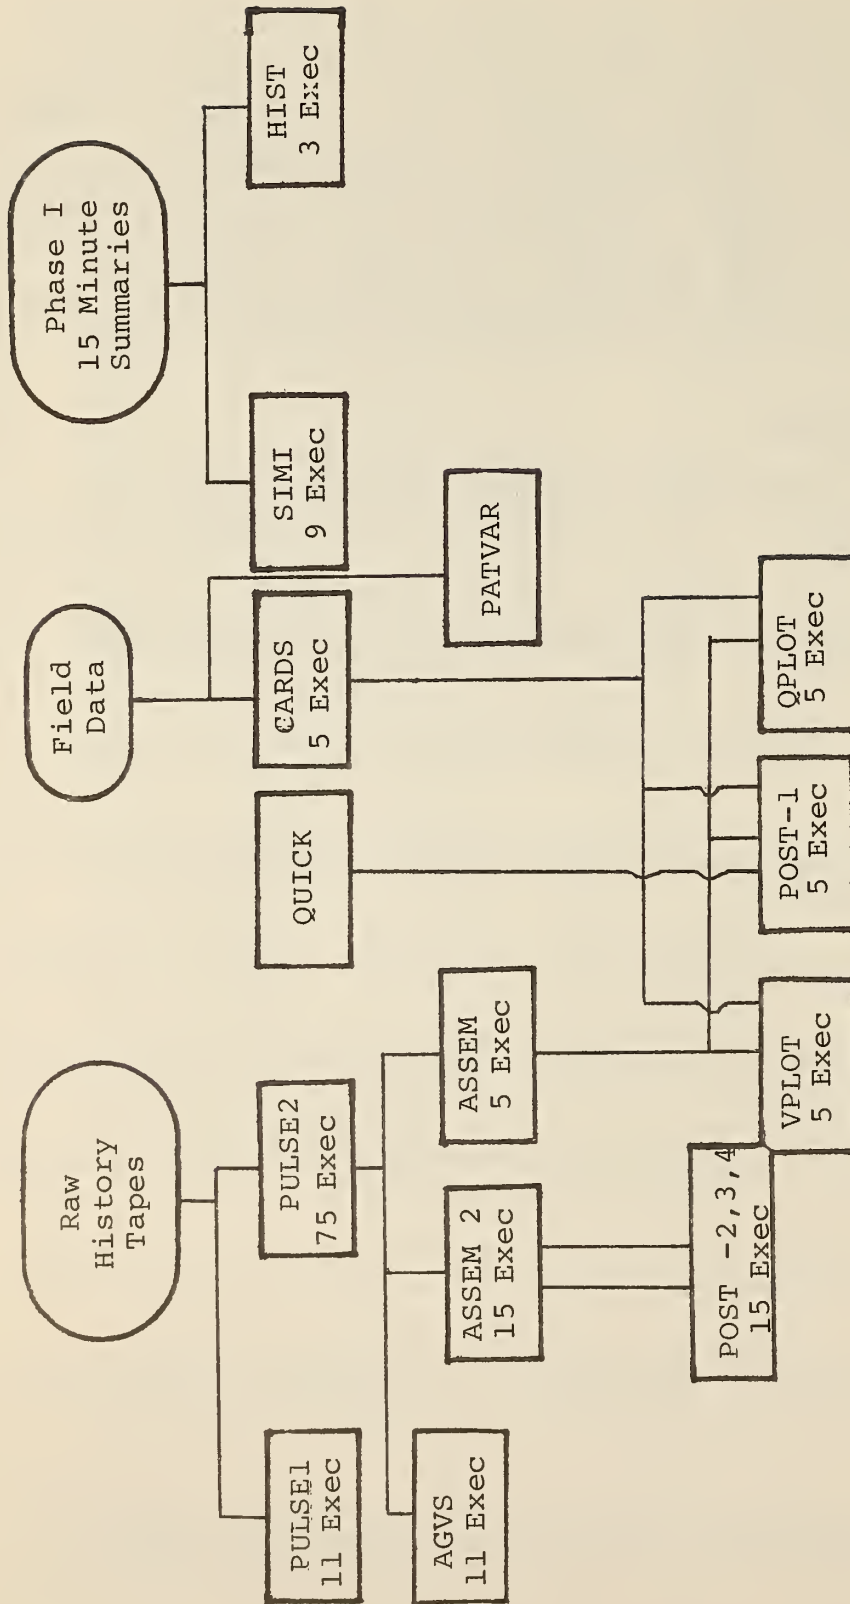 Raw
History
Tapes
Field
Data
Phase I
15 Minute
Summaries
PULSE1
11 Exec
PULSE2
75 Exec
QUICK
CARDS
5 Exec
SIMI
9 Exec
HIST
3 Exec
AGVS
11 Exec
ASSEM 2
15 Exec
ASSEM
5 Exec
PATVAR
POST -2,3,4
15 Exec
VPLOT
5 Exec
POST-1
5 Exec
QPLOT
5 Exec